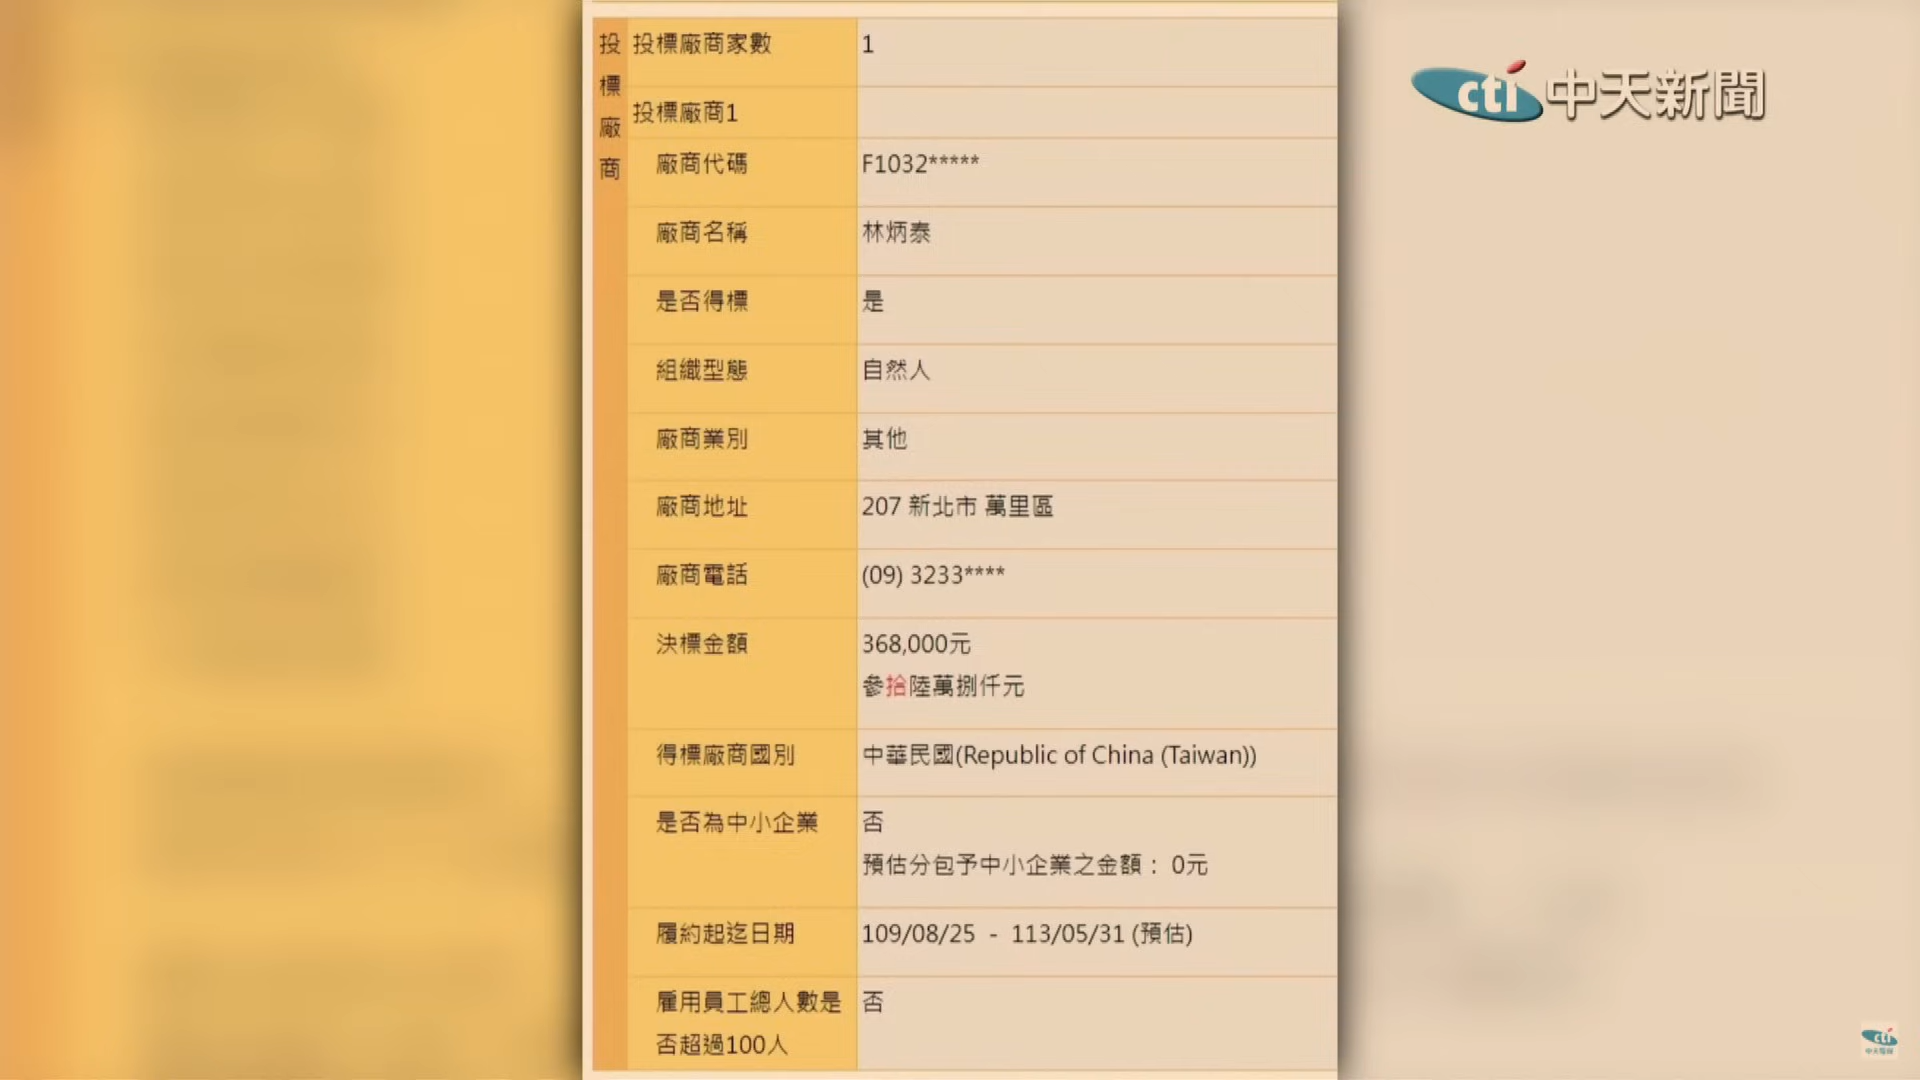 投標廠商
投標廠商家數 1
投標廠商1
廠商代碼 F1032*****
廠商名稱 林炳泰
是否得標 是
組織型態 自然人
廠商業別 其他
廠商地址 207 新北市 萬里區
廠商電話 (09) 3233****
決標金額 368,000元
參拾陸萬捌仟元
得標廠商國別 中華民國(Republic of China (Taiwan))
是否為中小企業 否
預估分包予中小企業之金額： 0元
履約起迄日期 109/08/25 － 113/05/31 (預估)
雇用員工總人數是 否
否超過100人
cti 中天新聞
cti
中天電視